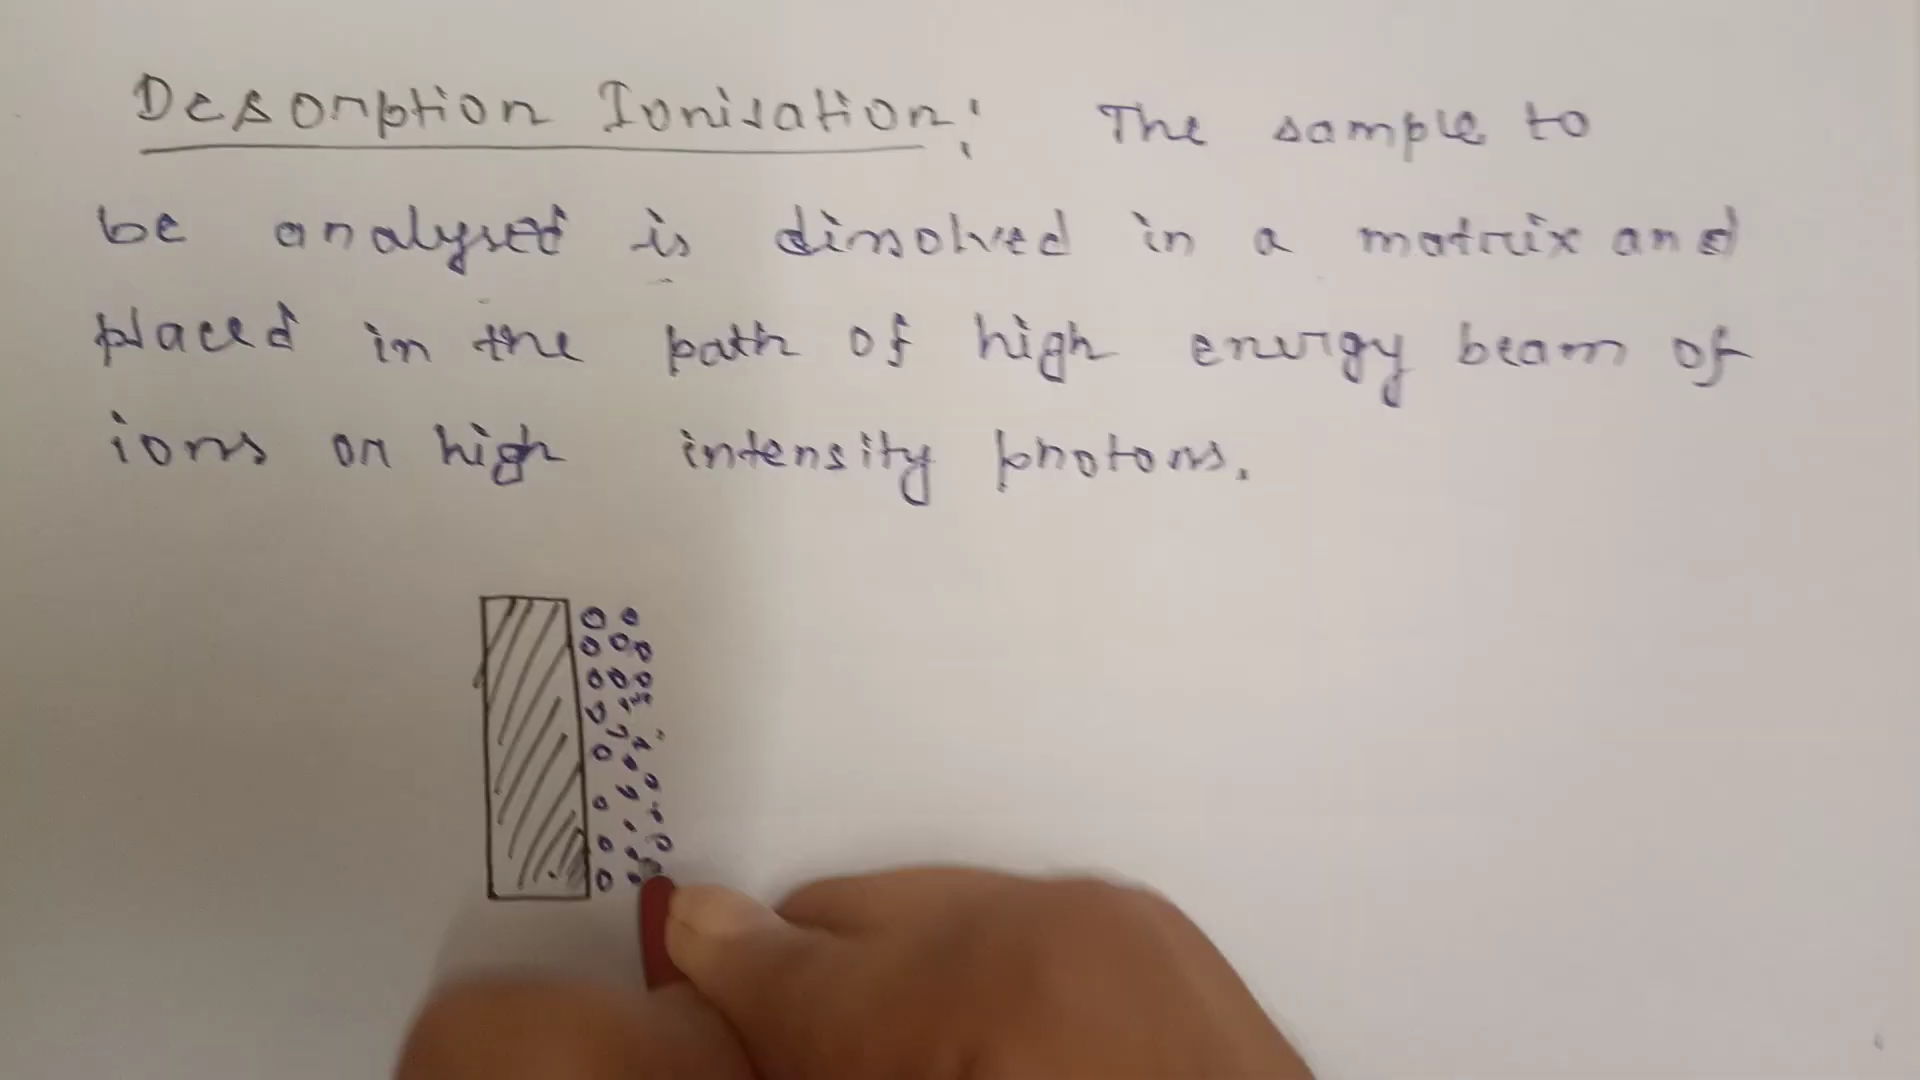 Desorption Ionisation: The sample to
be analysed is dissolved in a matrix and
placed in the path of high energy beam of
ions or high intensity photons.